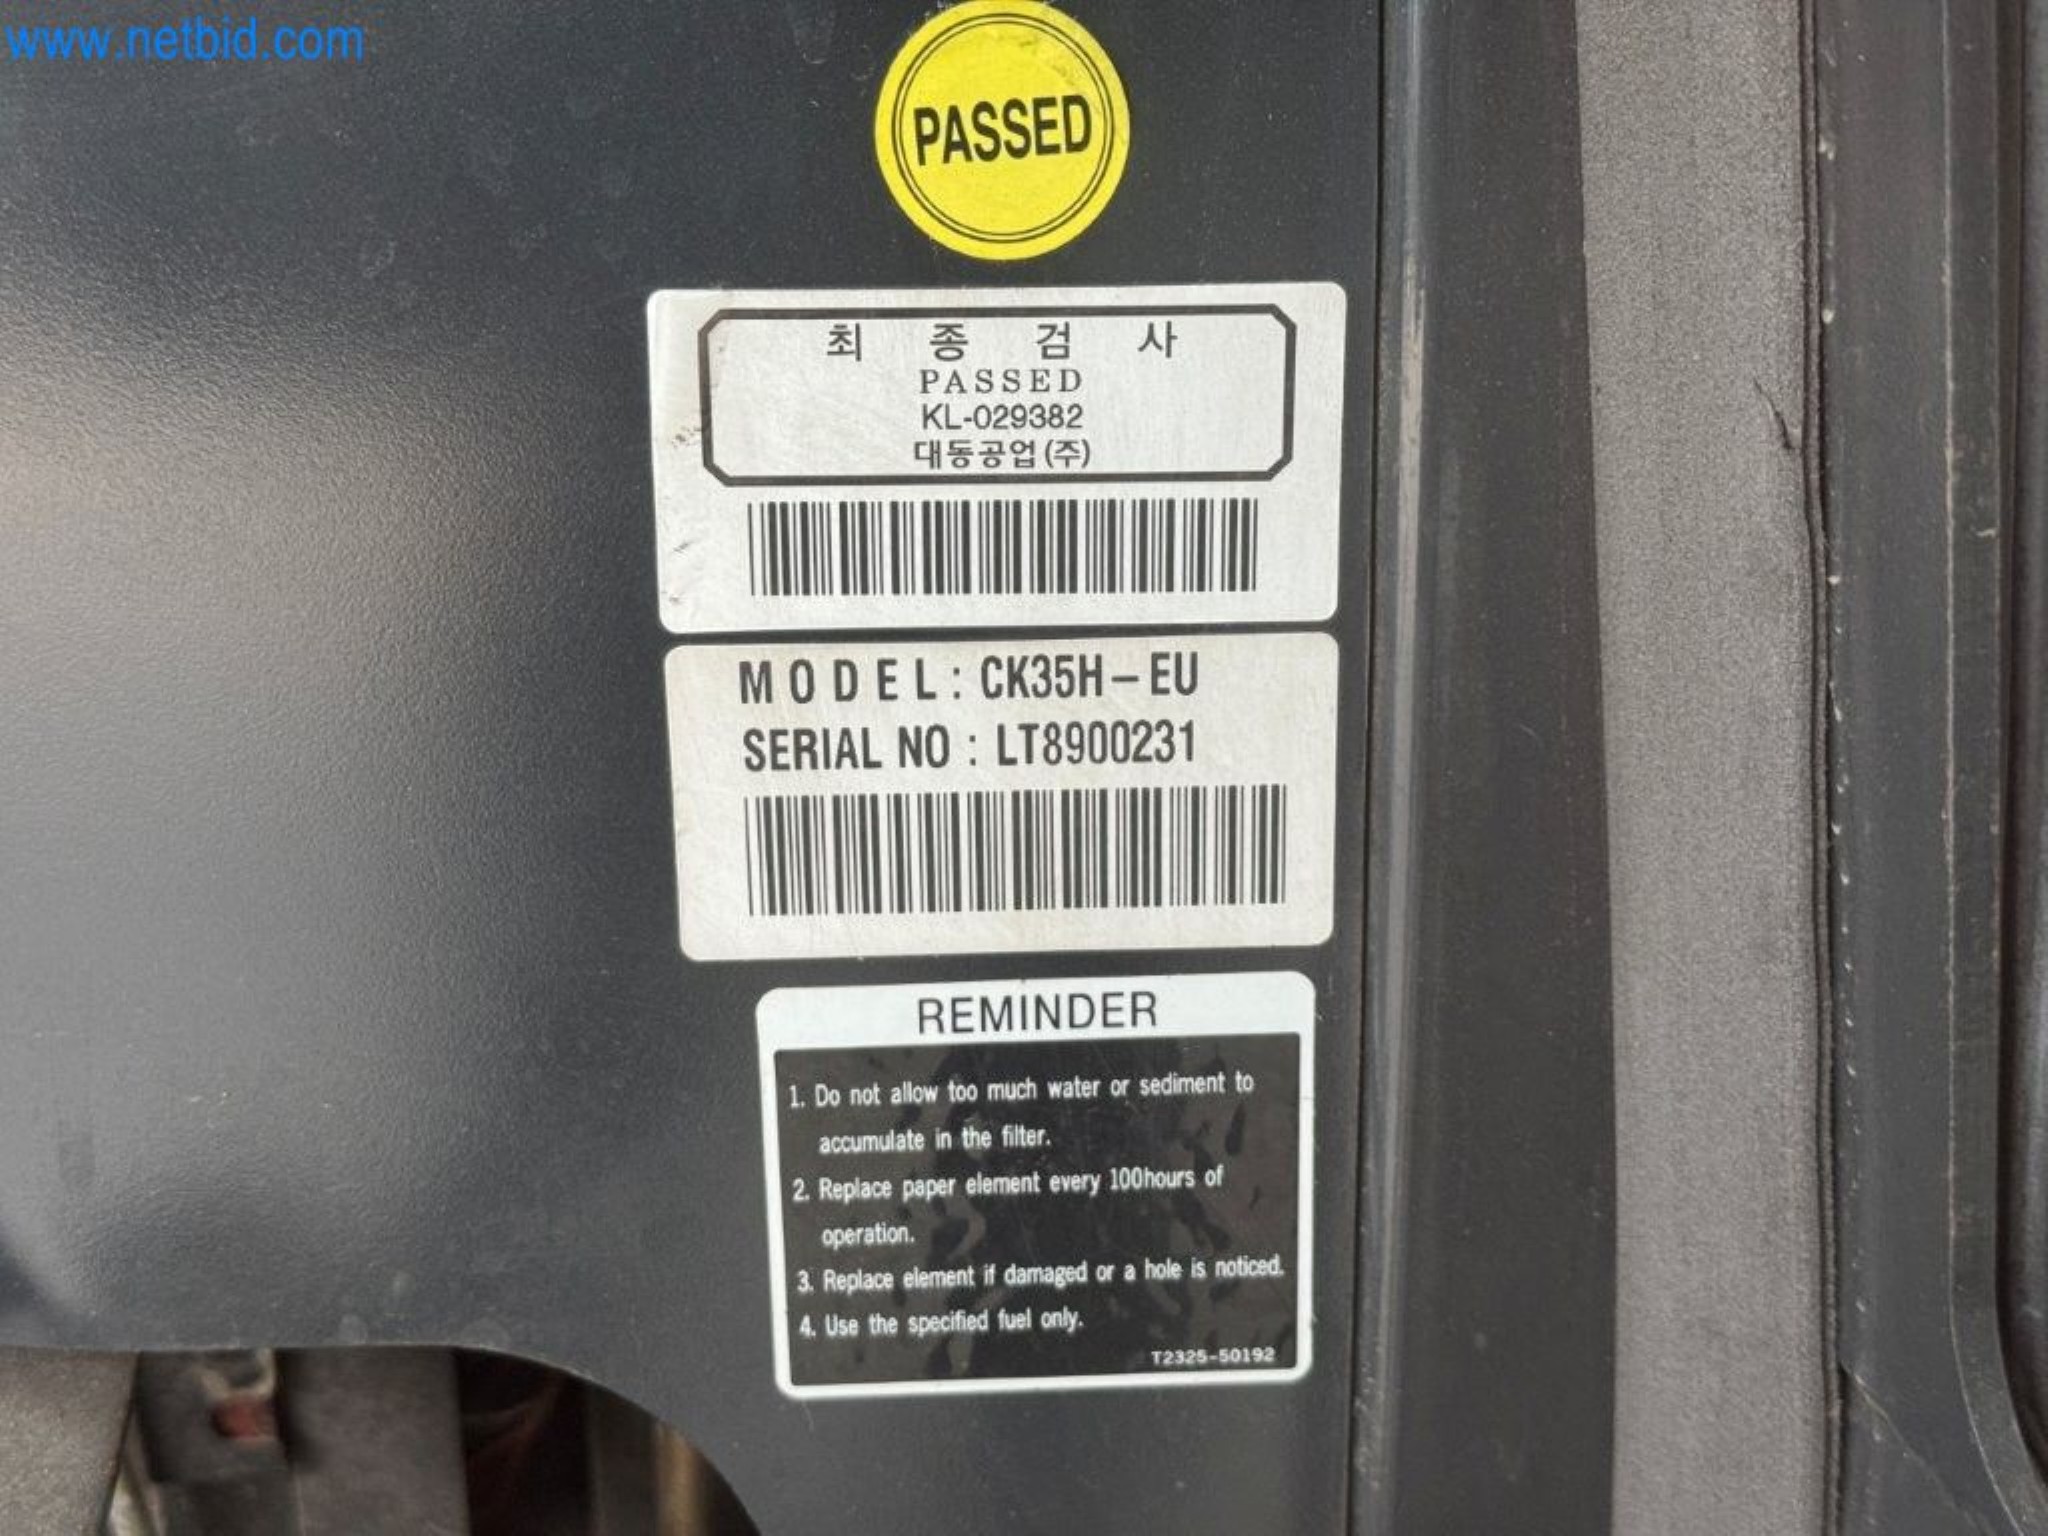 www.netbid.com
PASSED
최 종 검 사
PASSED
KL-029382
대동공업(주)
MODEL: CK35H-EU
SERIAL NO : LT8900231
REMINDER
1. Do not allow too much water or sediment to
accumulate in the filter.
2. Replace paper element every 100hours of
operation.
3. Replace element if damaged or a hole is noticed.
4. Use the specified fuel only.
T2325-50192